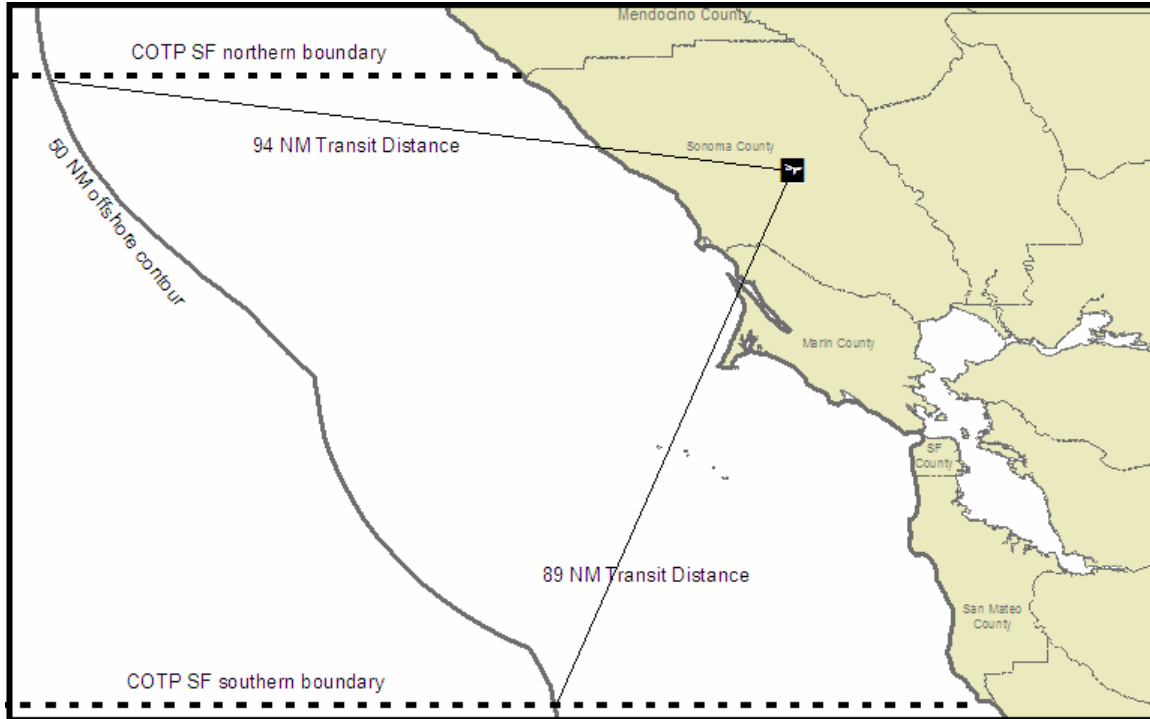 Mendocino County
COTP SF northern boundary
94 NM Transit Distance
Sonoma County
50 NM offshore contour
Marin County
SF
County
89 NM Transit Distance
San Mateo
County
COTP SF southern boundary